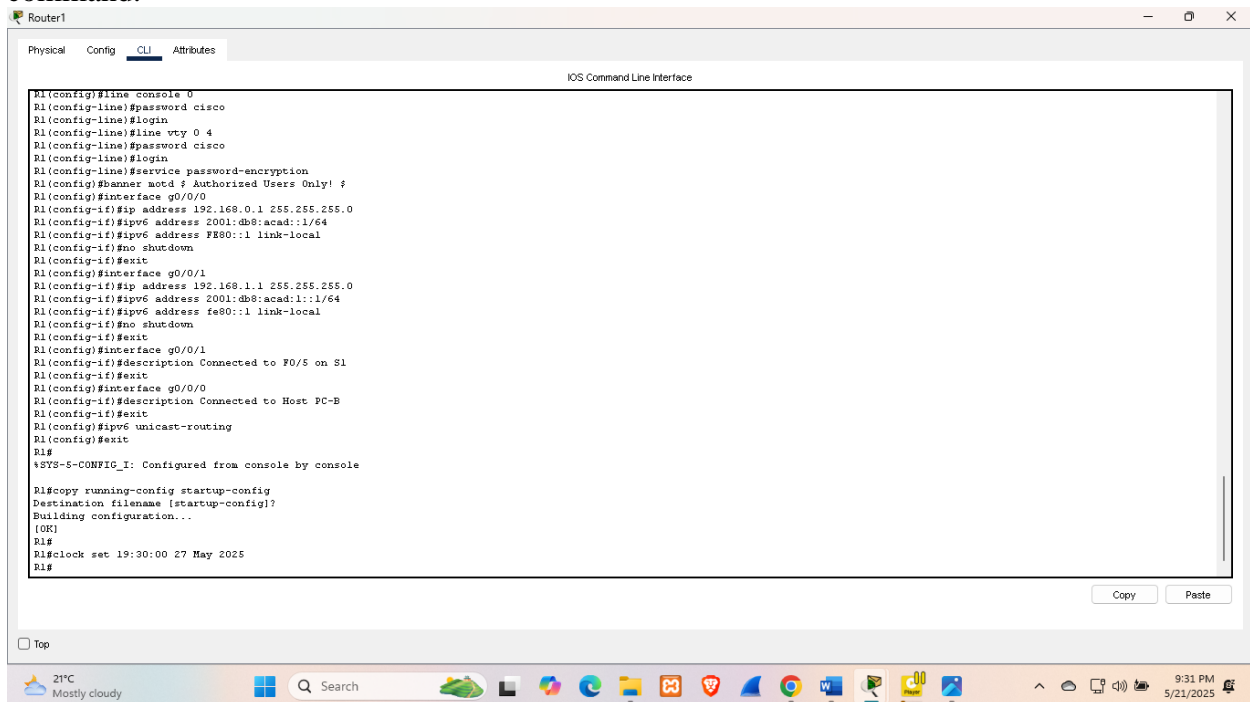 command.
Router1
Physical Config CLI Attributes
IOS Command Line Interface
R1(config)#line console 0
R1(config-line)#password cisco
R1(config-line)#login
R1(config-line)#line vty 0 4
R1(config-line)#password cisco
R1(config-line)#login
R1(config-line)#service password-encryption
R1(config)#banner motd $ Authorized Users Only! $
R1(config)#interface g0/0/0
R1(config-if)#ip address 192.168.0.1 255.255.255.0
R1(config-if)#ipv6 address 2001:db8:acad::1/64
R1(config-if)#ipv6 address FE80::1 link-local
R1(config-if)#no shutdown
R1(config-if)#exit
R1(config)#interface g0/0/1
R1(config-if)#ip address 192.168.1.1 255.255.255.0
R1(config-if)#ipv6 address 2001:db8:acad:1::1/64
R1(config-if)#ipv6 address fe80::1 link-local
R1(config-if)#no shutdown
R1(config-if)#exit
R1(config)#interface g0/0/1
R1(config-if)#description Connected to F0/5 on S1
R1(config-if)#exit
R1(config)#interface g0/0/0
R1(config-if)#description Connected to Host PC-B
R1(config-if)#exit
R1(config)#ipv6 unicast-routing
R1(config)#exit
R1#
%SYS-5-CONFIG_I: Configured from console by console
R1#copy running-config startup-config
Destination filename [startup-config]?
Building configuration...
[OK]
R1#
R1#clock set 19:30:00 27 May 2025
R1#
Copy Paste
Top
21°C
Mostly cloudy
Search
Player
9:31 PM
5/21/2025